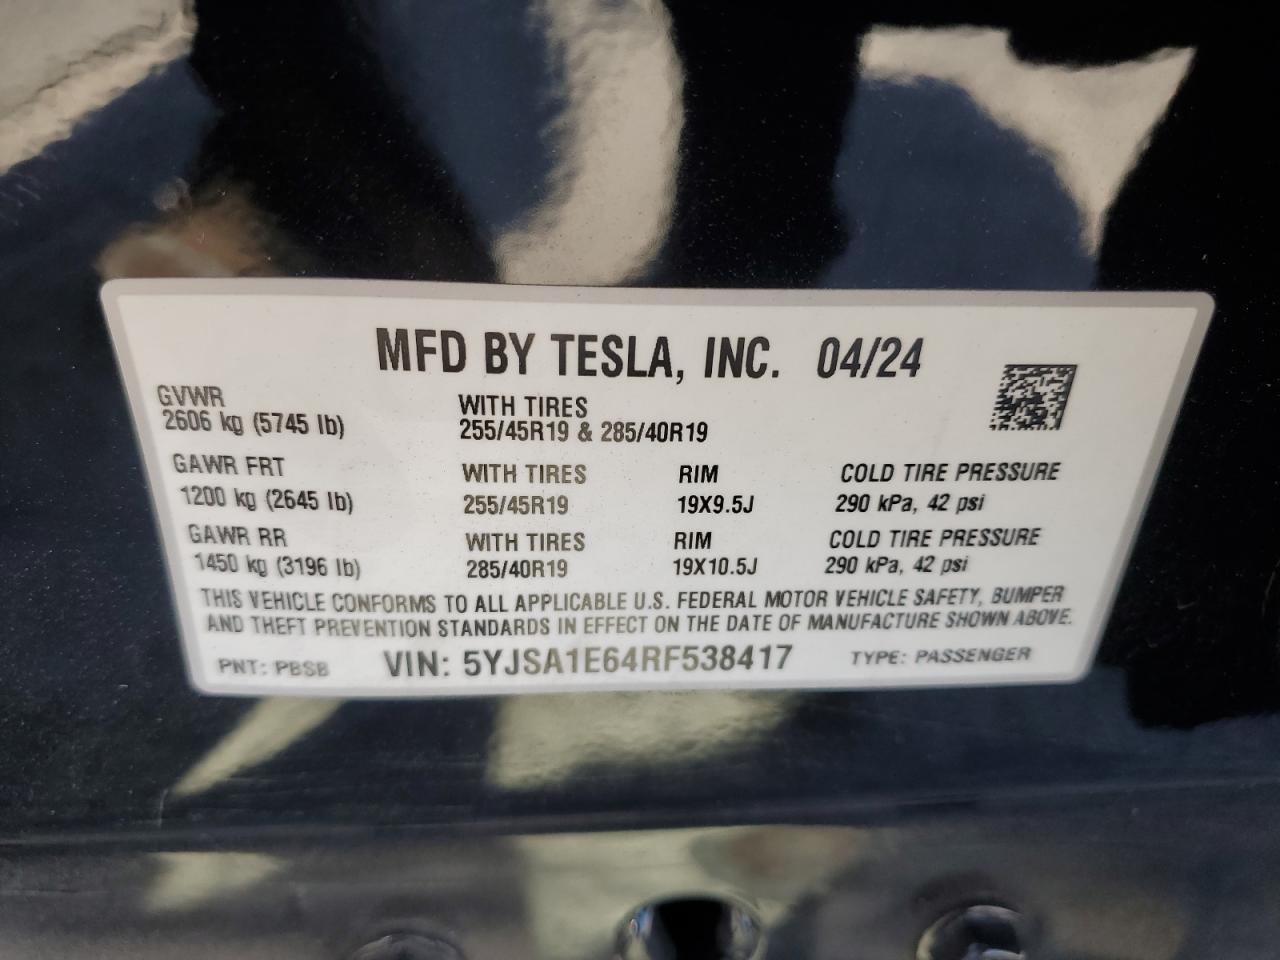 MFD BY TESLA, INC. 04/24
GVWR
2606 kg (5745 lb)
WITH TIRES
255/45R19 & 285/40R19
GAWR FRT WITH TIRES RIM COLD TIRE PRESSURE
1200 kg (2645 lb) 255/45R19 19X9.5J 290 kPa, 42 psi
GAWR RR WITH TIRES RIM COLD TIRE PRESSURE
1450 kg (3196 lb) 285/40R19 19X10.5J 290 kPa, 42 psi
THIS VEHICLE CONFORMS TO ALL APPLICABLE U.S. FEDERAL MOTOR VEHICLE SAFETY, BUMPER
AND THEFT PREVENTION STANDARDS IN EFFECT ON THE DATE OF MANUFACTURE SHOWN ABOVE.
PNT: PBSB VIN: 5YJSA1E64RF538417 TYPE: PASSENGER